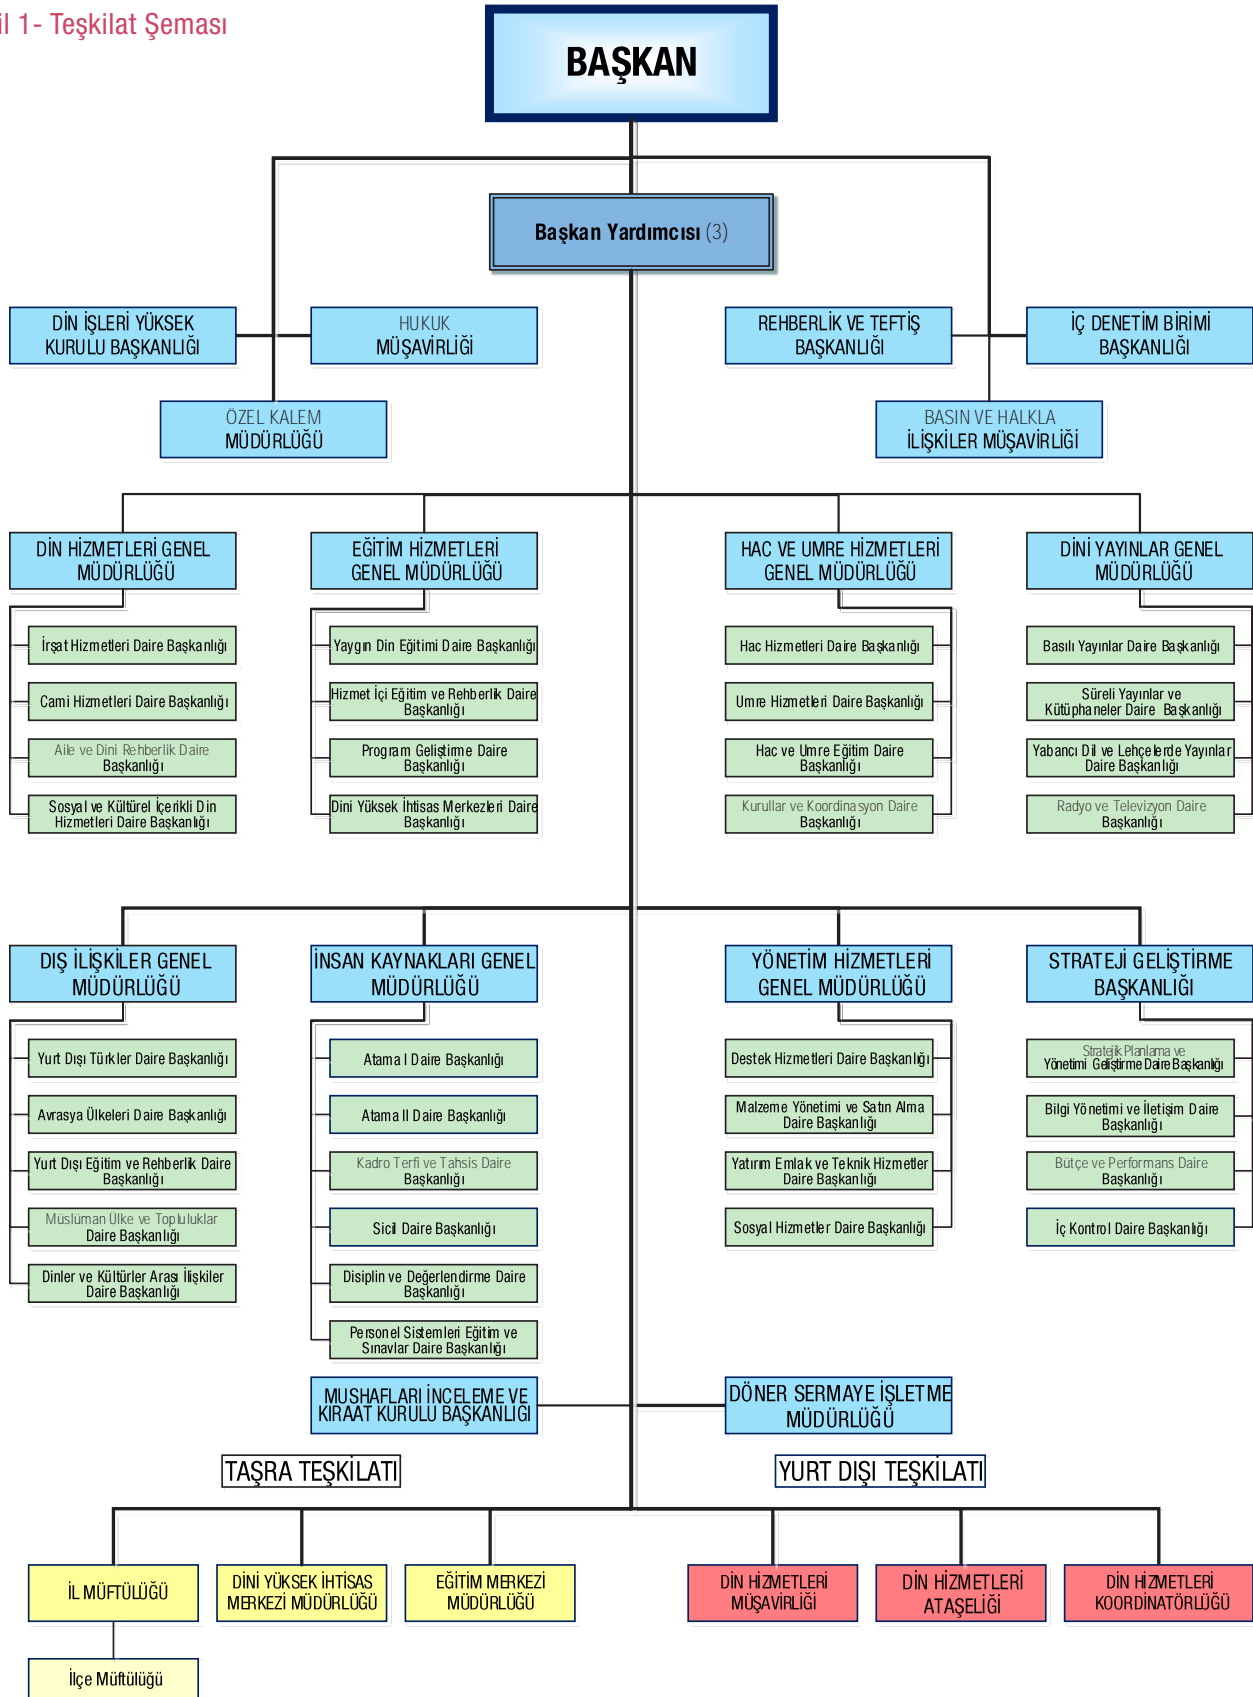 il 1- Teşkilat Şeması
BAŞKAN
Başkan Yardımcısı (3)
DİN İŞLERİ YÜKSEK
KURULU BAŞKANLIĞI
HUKUK
MÜŞAVİRLİĞİ
REHBERLİK VE TEFTİŞ
BAŞKANLIĞI
İÇ DENETİM BİRİMİ
BAŞKANLIĞI
ÖZEL KALEM
MÜDÜRLÜĞÜ
BASIN VE HALKLA
İLİŞKİLER MÜŞAVİRLİĞİ
DİN HİZMETLERİ GENEL
MÜDÜRLÜĞÜ
EĞİTİM HİZMETLERİ
GENEL MÜDÜRLÜĞÜ
HAC VE UMRE HİZMETLERİ
GENEL MÜDÜRLÜĞÜ
DİNİ YAYINLAR GENEL
MÜDÜRLÜĞÜ
İrşat Hizmetleri Daire Başkanlığı
Cami Hizmetleri Daire Başkanlığı
Aile ve Dini Rehberlik Daire
Başkanlığı
Sosyal ve Kültürel İçerikli Din
Hizmetleri Daire Başkanlığı
Yaygın Din Eğitimi Daire Başkanlığı
Hizmet İçi Eğitim ve Rehberlik Daire
Başkanlığı
Program Geliştirme Daire
Başkanlığı
Dini Yüksek İhtisas Merkezleri Daire
Başkanlığı
Hac Hizmetleri Daire Başkanlığı
Umre Hizmetleri Daire Başkanlığı
Hac ve Umre Eğitim Daire
Başkanlığı
Kurullar ve Koordinasyon Daire
Başkanlığı
Basılı Yayınlar Daire Başkanlığı
Süreli Yayınlar ve
Kütüphaneler Daire Başkanlığı
Yabancı Dil ve Lehçelerde Yayınlar
Daire Başkanlığı
Radyo ve Televizyon Daire
Başkanlığı
DIŞ İLİŞKİLER GENEL
MÜDÜRLÜĞÜ
İNSAN KAYNAKLARI GENEL
MÜDÜRLÜĞÜ
YÖNETİM HİZMETLERİ
GENEL MÜDÜRLÜĞÜ
STRATEJİ GELİŞTİRME
BAŞKANLIĞI
Yurt Dışı Türkler Daire Başkanlığı
Avrasya Ülkeleri Daire Başkanlığı
Yurt Dışı Eğitim ve Rehberlik Daire
Başkanlığı
Müslüman Ülke ve Topluluklar
Daire Başkanlığı
Dinler ve Kültürler Arası İlişkiler
Daire Başkanlığı
Atama I Daire Başkanlığı
Atama II Daire Başkanlığı
Kadro Terfi ve Tahsis Daire
Başkanlığı
Sicil Daire Başkanlığı
Disiplin ve Değerlendirme Daire
Başkanlığı
Personel Sistemleri Eğitim ve
Sınavlar Daire Başkanlığı
Destek Hizmetleri Daire Başkanlığı
Malzeme Yönetimi ve Satın Alma
Daire Başkanlığı
Yatırım Emlak ve Teknik Hizmetler
Daire Başkanlığı
Sosyal Hizmetler Daire Başkanlığı
Stratejik Planlama ve
Yönetimi Geliştirme Daire Başkanlığı
Bilgi Yönetimi ve İletişim Daire
Başkanlığı
Bütçe ve Performans Daire
Başkanlığı
İç Kontrol Daire Başkanlığı
MUSHAFLARI İNCELEME VE
KIRAAT KURULU BAŞKANLIĞI
DÖNER SERMAYE İŞLETME
MÜDÜRLÜĞÜ
TAŞRA TEŞKİLATI
YURT DIŞI TEŞKİLATI
İL MÜFTÜLÜĞÜ
DİNİ YÜKSEK İHTİSAS
MERKEZİ MÜDÜRLÜĞÜ
EĞİTİM MERKEZİ
MÜDÜRLÜĞÜ
DİN HİZMETLERİ
MÜŞAVİRLİĞİ
DİN HİZMETLERİ
ATAŞELİĞİ
DİN HİZMETLERİ
KOORDİNATÖRLÜĞÜ
İlçe Müftülüğü